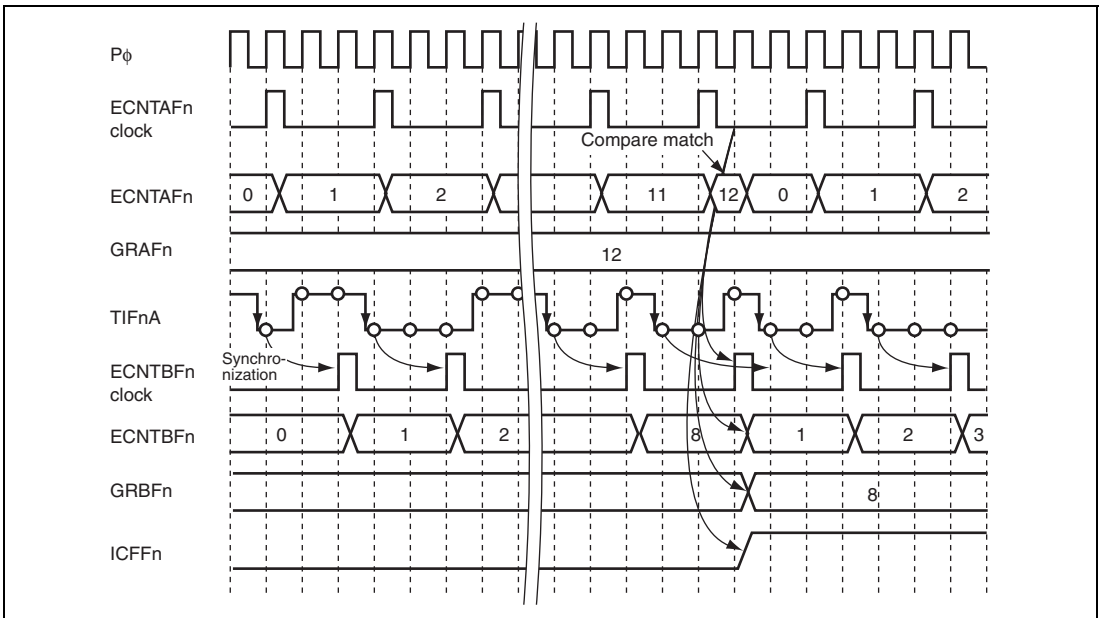 Pϕ
ECNTAFn
clock
Compare match
ECNTAFn 0 1 2 11 12 0 1 2
GRAFn 12
TIFnA
Synchro-
nization
ECNTBFn
clock
ECNTBFn 0 1 2 8 1 2 3
GRBFn 8
ICFFn